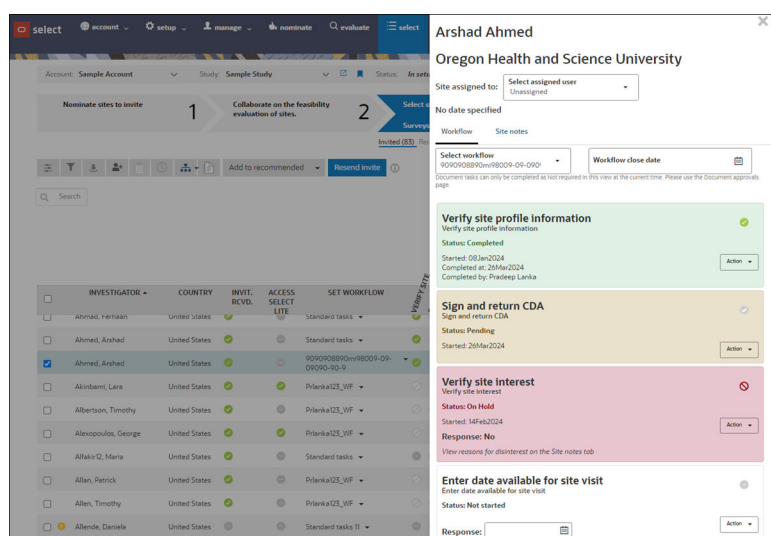 select account setup manage nominate evaluate select
Account: Sample Account Study: Sample Study Status: In setu
Nominate sites to invite 1 Collaborate on the feasibility evaluation of sites. 2 Select s
Surveys
Invited (83) Re
Add to recommended Resend invite
Search
INVESTIGATOR COUNTRY INVIT. RCVD. ACCESS SELECT LITE SET WORKFLOW VERIFY SITE
Ahmad, Ferhaan United States Standard tasks
Ahmed, Arshad United States Standard tasks
Ahmed, Arshad United States 9090908890mi98009-09-09090-90-9
Akinbami, Lara United States Prlanka123_WF
Albertson, Timothy United States Prlanka123_WF
Alexopoulos, George United States Prlanka123_WF
Alfakir12, Maria United States Standard tasks
Allan, Patrick United States Prlanka123_WF
Allen, Timothy United States Prlanka123_WF
Allende, Daniela United States Standard tasks 11
Arshad Ahmed
Oregon Health and Science University
Site assigned to: Select assigned user
Unassigned
No date specified
Workflow Site notes
Select workflow
9090908890mi98009-09-090
Workflow close date
Document tasks can only be completed as Not required in this view at the current time. Please use the Document approvals
page.
Verify site profile information
Verify site profile information
Status: Completed
Started: 08Jan2024
Completed at: 26Mar2024
Completed by: Pradeep Lanka
Action
Sign and return CDA
Sign and return CDA
Status: Pending
Started: 26Mar2024
Action
Verify site interest
Verify site interest
Status: On Hold
Started: 14Feb2024
Response: No
Action
View reasons for disinterest on the Site notes tab
Enter date available for site visit
Enter date available for site visit
Status: Not started
Response:
Action